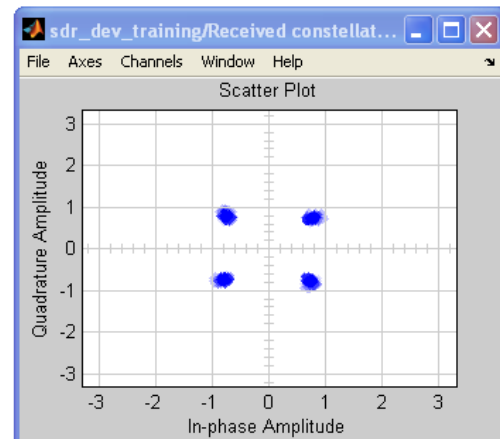 sdr_dev_training/Received constellat...
File Axes Channels Window Help
Scatter Plot
Quadrature Amplitude
3
2
1
0
-1
-2
-3
-3 -2 -1 0 1 2 3
In-phase Amplitude